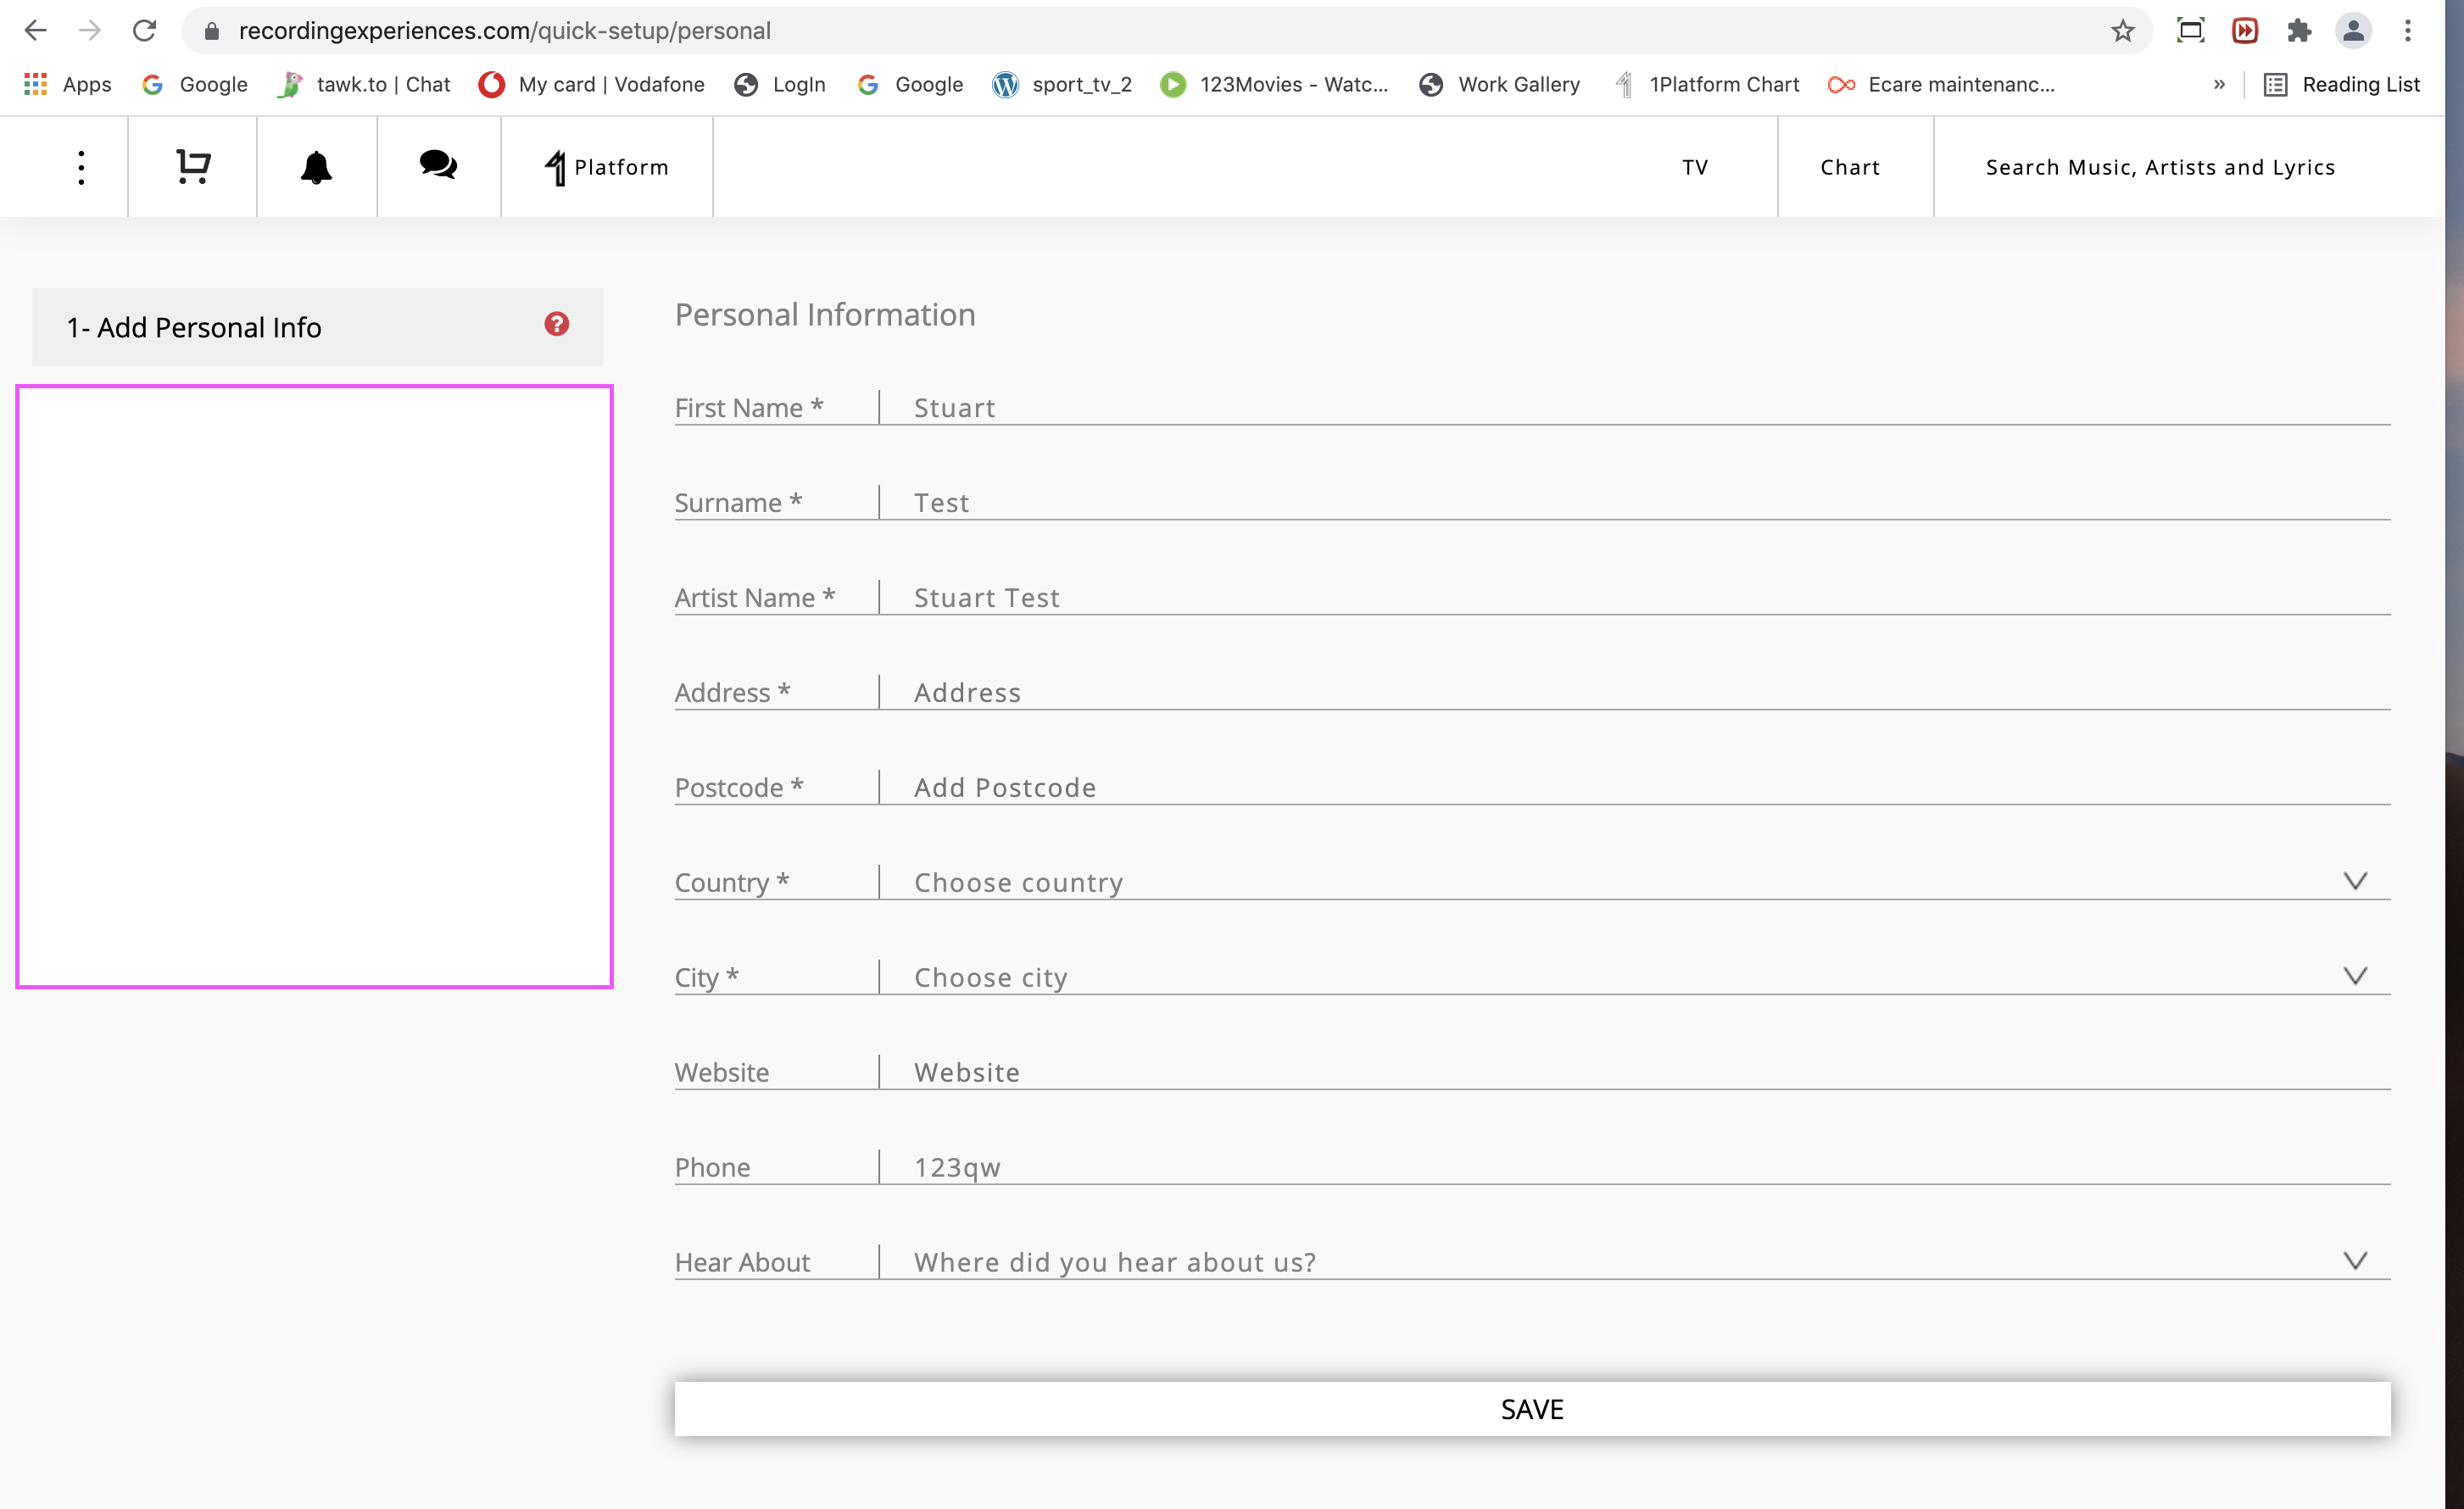 recordingexperiences.com/quick-setup/personal
Apps Google tawk.to | Chat My card | Vodafone LogIn Google sport_tv_2 123Movies - Watc... Work Gallery 1Platform Chart Ecare maintenanc... » Reading List
1 Platform TV Chart Search Music, Artists and Lyrics
1- Add Personal Info ?
Personal Information
First Name * Stuart
Surname * Test
Artist Name * Stuart Test
Address * Address
Postcode * Add Postcode
Country * Choose country
City * Choose city
Website Website
Phone 123qw
Hear About Where did you hear about us?
SAVE